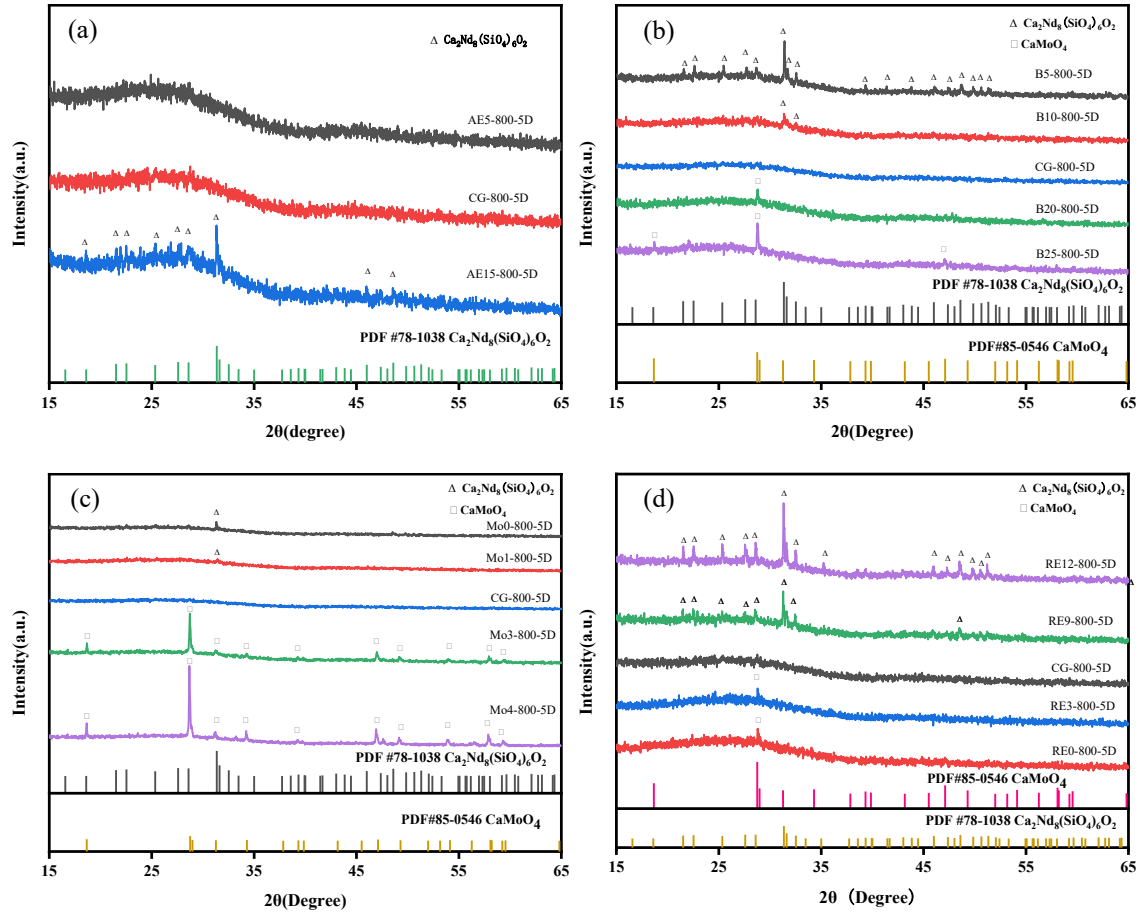 (a)
Δ Ca₂Nd₈(SiO₄)₆O₂
AE5-800-5D
CG-800-5D
AE15-800-5D
PDF #78-1038 Ca₂Nd₈(SiO₄)₆O₂
Intensity(a.u.)
15 25 35 45 55 65
2θ(degree)
(b)
Δ Ca₂Nd₈(SiO₄)₆O₂
□ CaMoO₄
B5-800-5D
B10-800-5D
CG-800-5D
B20-800-5D
B25-800-5D
PDF #78-1038 Ca₂Nd₈(SiO₄)₆O₂
PDF#85-0546 CaMoO₄
Intensity(a.u.)
15 25 35 45 55 65
2θ(Degree)
(c)
Δ Ca₂Nd₈(SiO₄)₆O₂
□ CaMoO₄
Mo0-800-5D
Mo1-800-5D
CG-800-5D
Mo3-800-5D
Mo4-800-5D
PDF #78-1038 Ca₂Nd₈(SiO₄)₆O₂
PDF#85-0546 CaMoO₄
Intensity(a.u.)
15 25 35 45 55 65
2θ(Degree)
(d)
Δ Ca₂Nd₈(SiO₄)₆O₂
□ CaMoO₄
RE12-800-5D
RE9-800-5D
CG-800-5D
RE3-800-5D
RE0-800-5D
PDF#85-0546 CaMoO₄
PDF #78-1038 Ca₂Nd₈(SiO₄)₆O₂
Intensity(a.u.)
15 25 35 45 55 65
2θ（Degree）